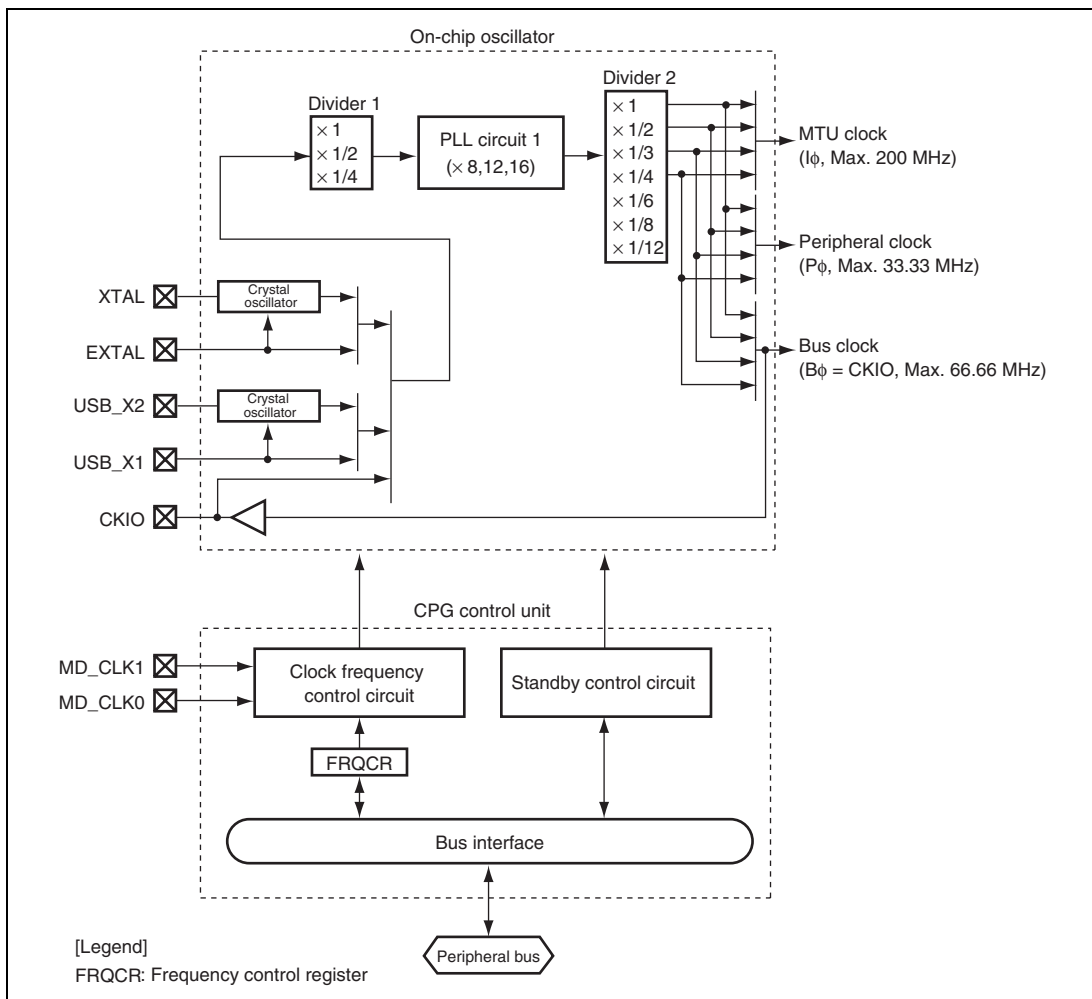 On-chip oscillator
Divider 1
× 1
× 1/2
× 1/4
PLL circuit 1
(× 8,12,16)
Divider 2
× 1
× 1/2
× 1/3
× 1/4
× 1/6
× 1/8
× 1/12
MTU clock
(Iϕ, Max. 200 MHz)
Peripheral clock
(Pϕ, Max. 33.33 MHz)
Bus clock
(Bϕ = CKIO, Max. 66.66 MHz)
XTAL
Crystal
oscillator
EXTAL
USB_X2
Crystal
oscillator
USB_X1
CKIO
CPG control unit
MD_CLK1
MD_CLK0
Clock frequency
control circuit
Standby control circuit
FRQCR
Bus interface
Peripheral bus
[Legend]
FRQCR: Frequency control register